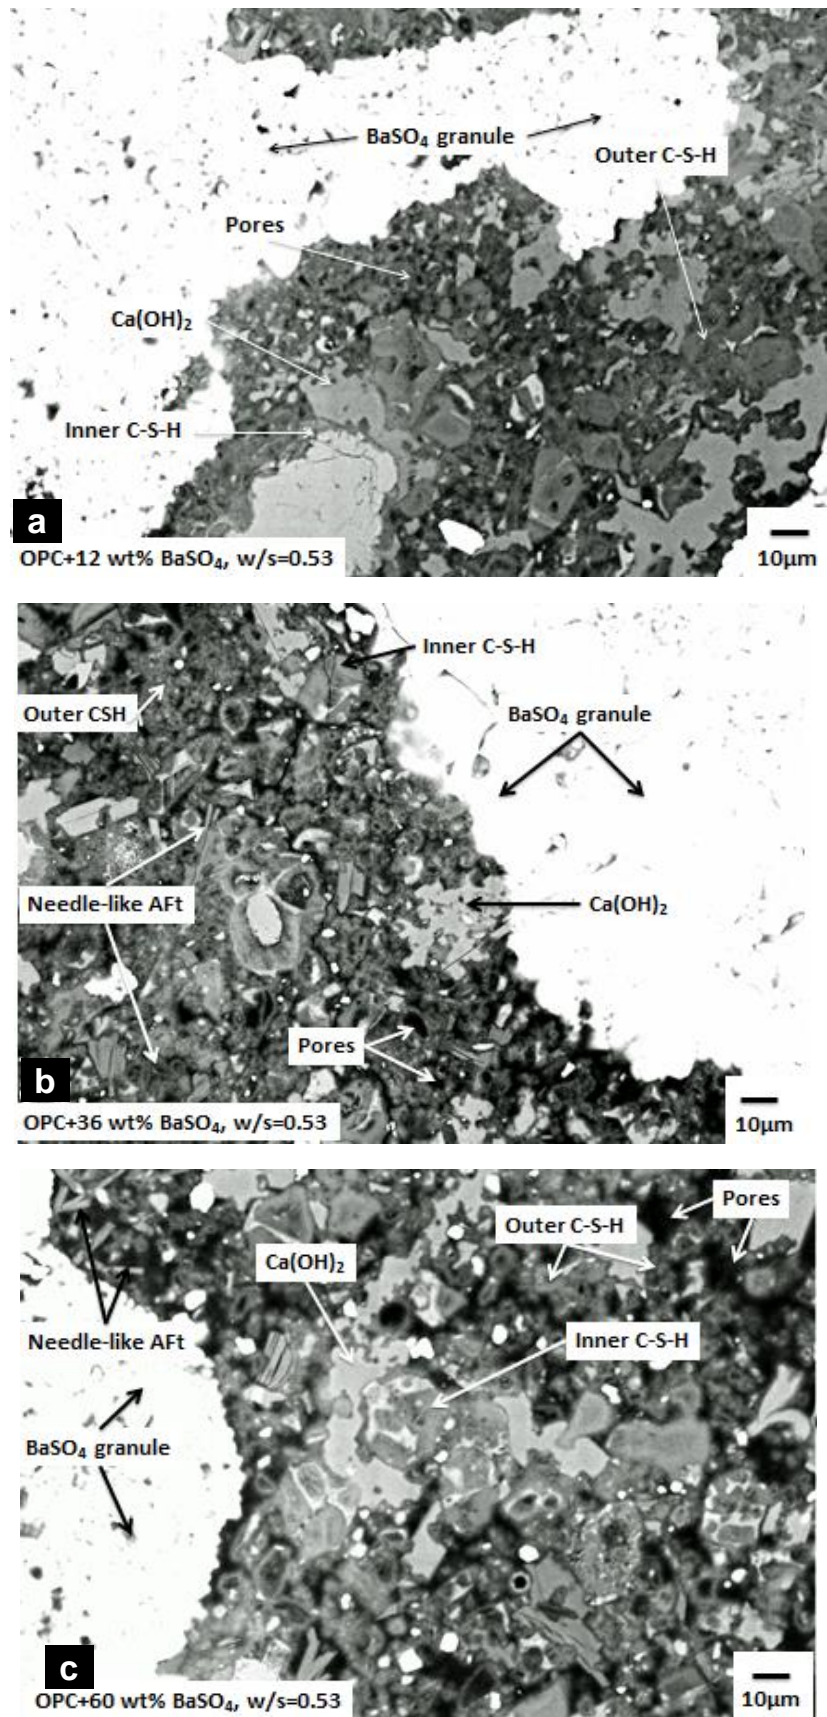 BaSO₄ granule
Outer C-S-H
Pores
Ca(OH)₂
Inner C-S-H
a
OPC+12 wt% BaSO₄, w/s=0.53
10µm
Inner C-S-H
Outer CSH
BaSO₄ granule
Needle-like AFt
Ca(OH)₂
Pores
b
OPC+36 wt% BaSO₄, w/s=0.53
10µm
Pores
Outer C-S-H
Ca(OH)₂
Needle-like AFt
Inner C-S-H
BaSO₄ granule
c
OPC+60 wt% BaSO₄, w/s=0.53
10µm